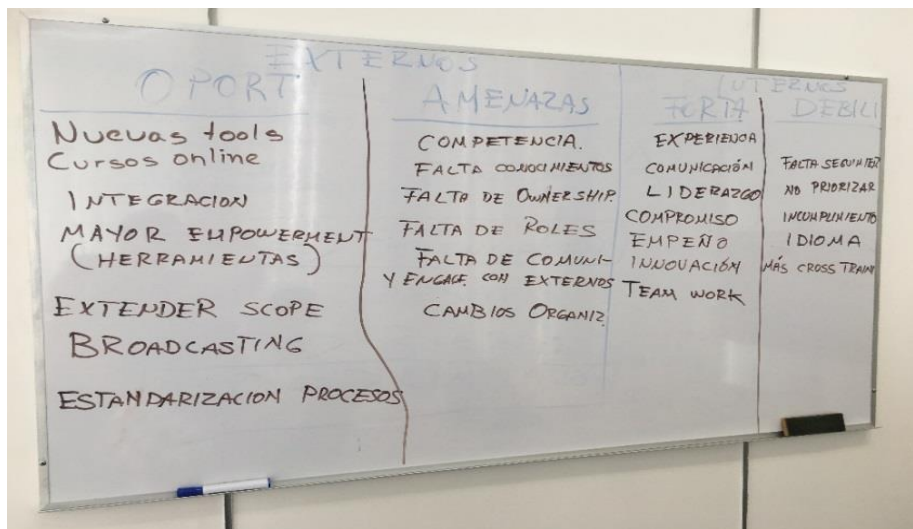 EXTERNOS
OPORT
Nuevas tools
Cursos online
INTEGRACION
MAYOR EMPOWERMENT
(HERRAMIENTAS)
EXTENDER SCOPE
BROADCASTING
ESTANDARIZACION PROCESOS
AMENAZAS
COMPETENCIA.
FALTA CONOCIMIENTOS
FALTA DE OWNERSHIP.
FALTA DE ROLES
FALTA DE COMUNI-
Y ENGAGE. CON EXTERNOS
CAMBIOS ORGANIZ.
INTERNOS
FORTA
EXPERIENCIA
COMUNICACIÓN
LIDERAZGO
COMPROMISO
EMPEÑO
INNOVACIÓN
TEAM WORK
DEBILI
FALTA
NO PRIORIZAR
INCUMPLIMIENTO
IDIOMA
MÁS CROSS TRAIN